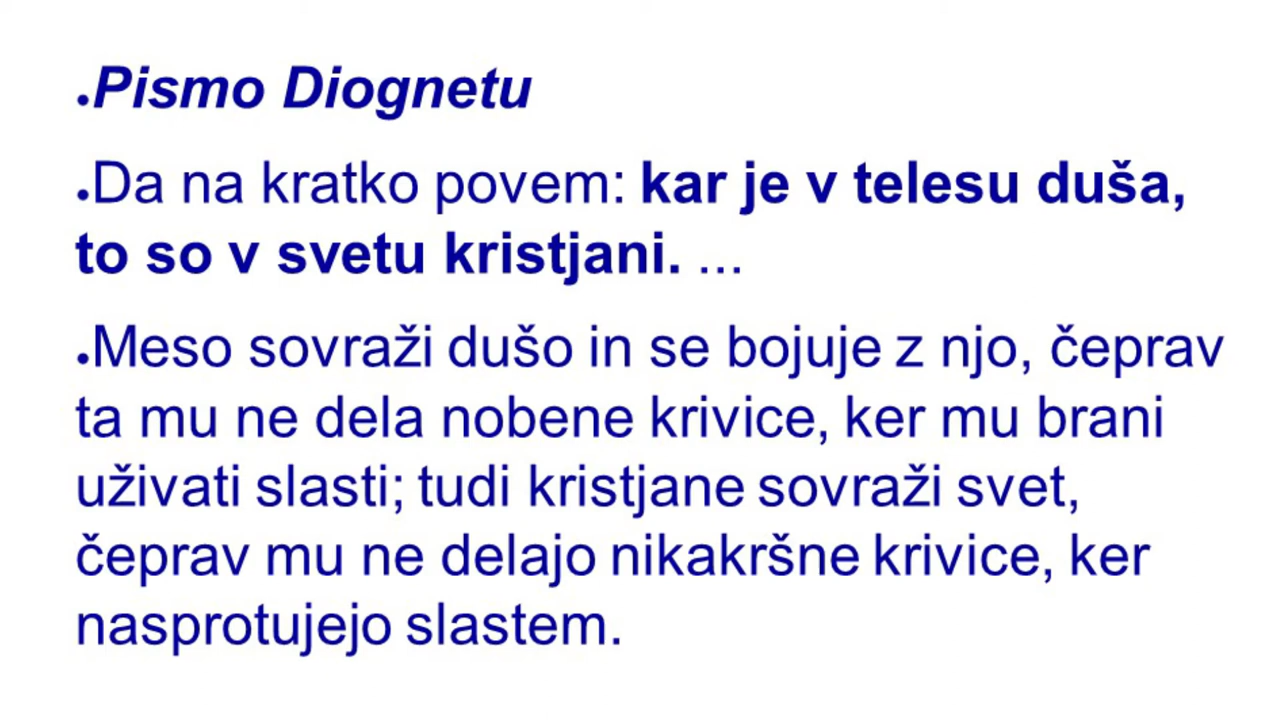 ●Pismo Diognetu
●Da na kratko povem: kar je v telesu duša,
to so v svetu kristjani. ...
●Meso sovraži dušo in se bojuje z njo, čeprav
ta mu ne dela nobene krivice, ker mu brani
uživati slasti; tudi kristjane sovraži svet,
čeprav mu ne delajo nikakršne krivice, ker
nasprotujejo slastem.